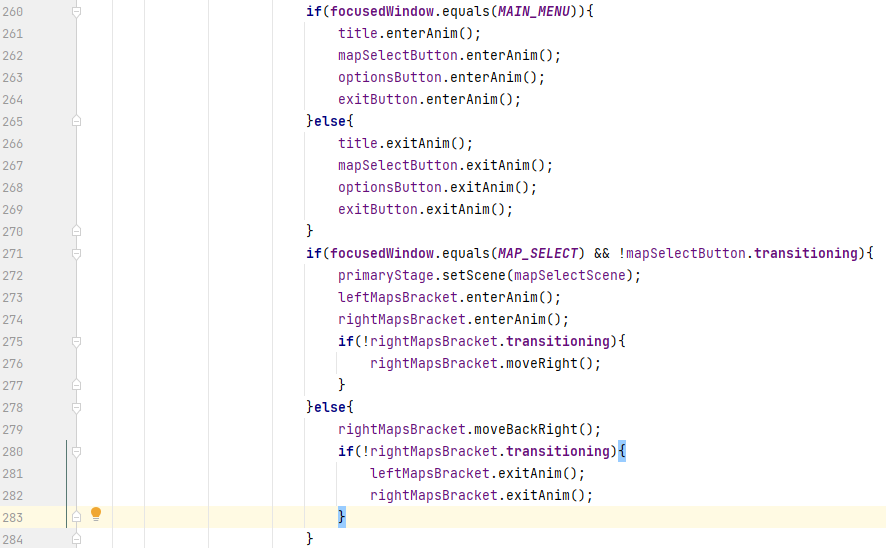 260 if(focusedWindow.equals(MAIN_MENU)){
261 title.enterAnim();
262 mapSelectButton.enterAnim();
263 optionsButton.enterAnim();
264 exitButton.enterAnim();
265 }else{
266 title.exitAnim();
267 mapSelectButton.exitAnim();
268 optionsButton.exitAnim();
269 exitButton.exitAnim();
270 }
271 if(focusedWindow.equals(MAP_SELECT) && !mapSelectButton.transitioning){
272 primaryStage.setScene(mapSelectScene);
273 leftMapsBracket.enterAnim();
274 rightMapsBracket.enterAnim();
275 if(!rightMapsBracket.transitioning){
276 rightMapsBracket.moveRight();
277 }
278 }else{
279 rightMapsBracket.moveBackRight();
280 if(!rightMapsBracket.transitioning){
281 leftMapsBracket.exitAnim();
282 rightMapsBracket.exitAnim();
283 }
284 }